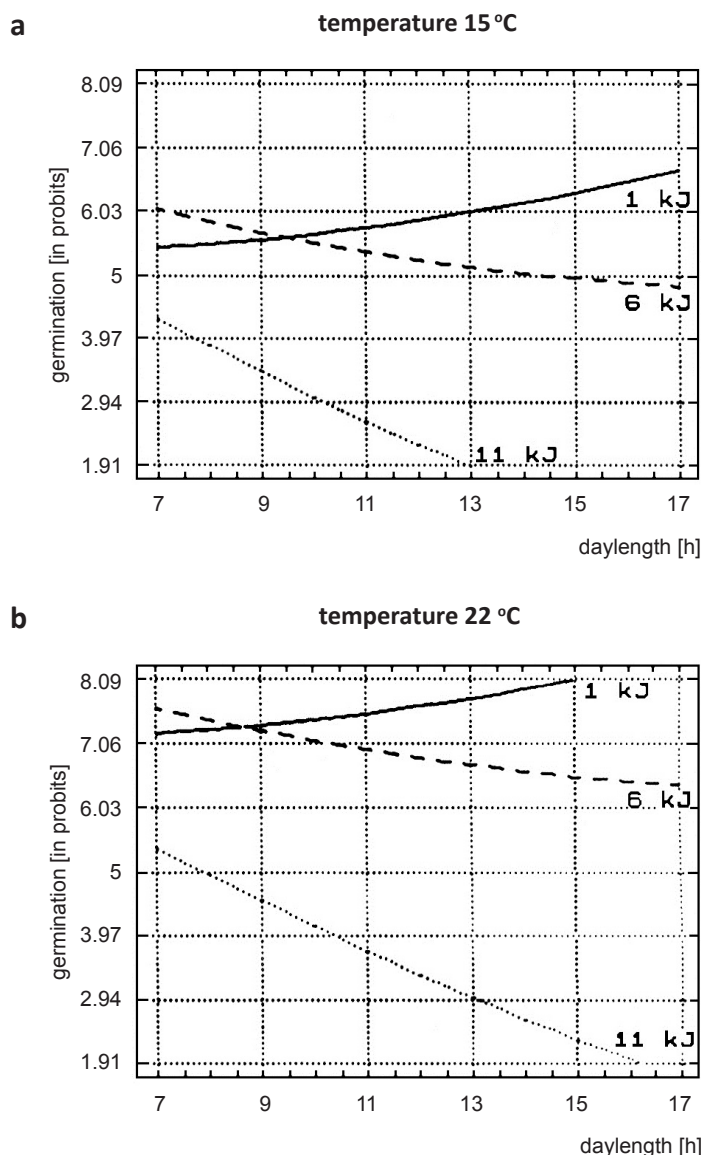 a
temperature 15 °C
germination [in probits]
8.09
7.06
6.03
5
3.97
2.94
1.91
1 kJ
6 kJ
11 kJ
7 9 11 13 15 17
daylength [h]
b
temperature 22 °C
germination [in probits]
8.09
7.06
6.03
5
3.97
2.94
1.91
1 kJ
6 kJ
11 kJ
7 9 11 13 15 17
daylength [h]